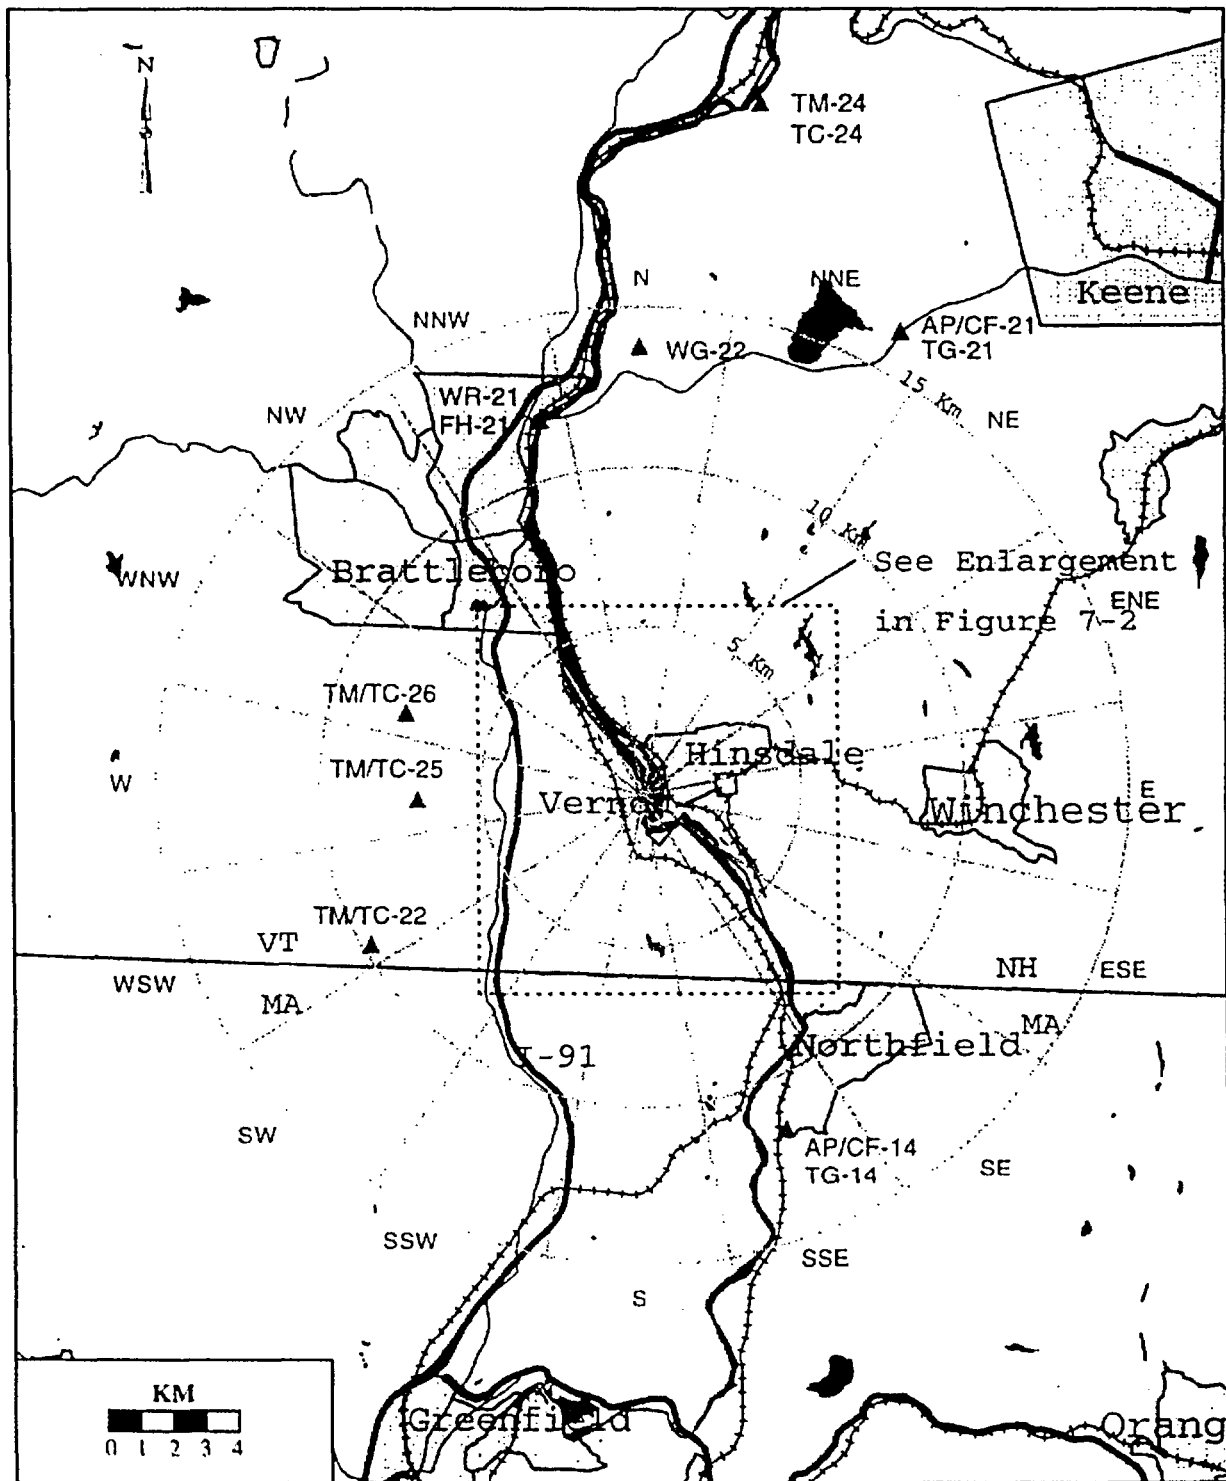 N
TM-24
TC-24
N
NNE
Keene
NNW
AP/CF-21
TG-21
WG-22
15 Km
WR-21
FH-21
NW
NE
10 Km
See Enlargement
in Figure 7-2
WNW
Brattleboro
ENE
5 Km
TM/TC-26
Hinsdale
TM/TC-25
W
E
Vernon
Winchester
TM/TC-22
VT
NH
ESE
WSW
MA
MA
Northfield
I-91
SW
AP/CF-14
TG-14
SE
SSW
SSE
S
KM
0 1 2 3 4
Greenfield
Orang